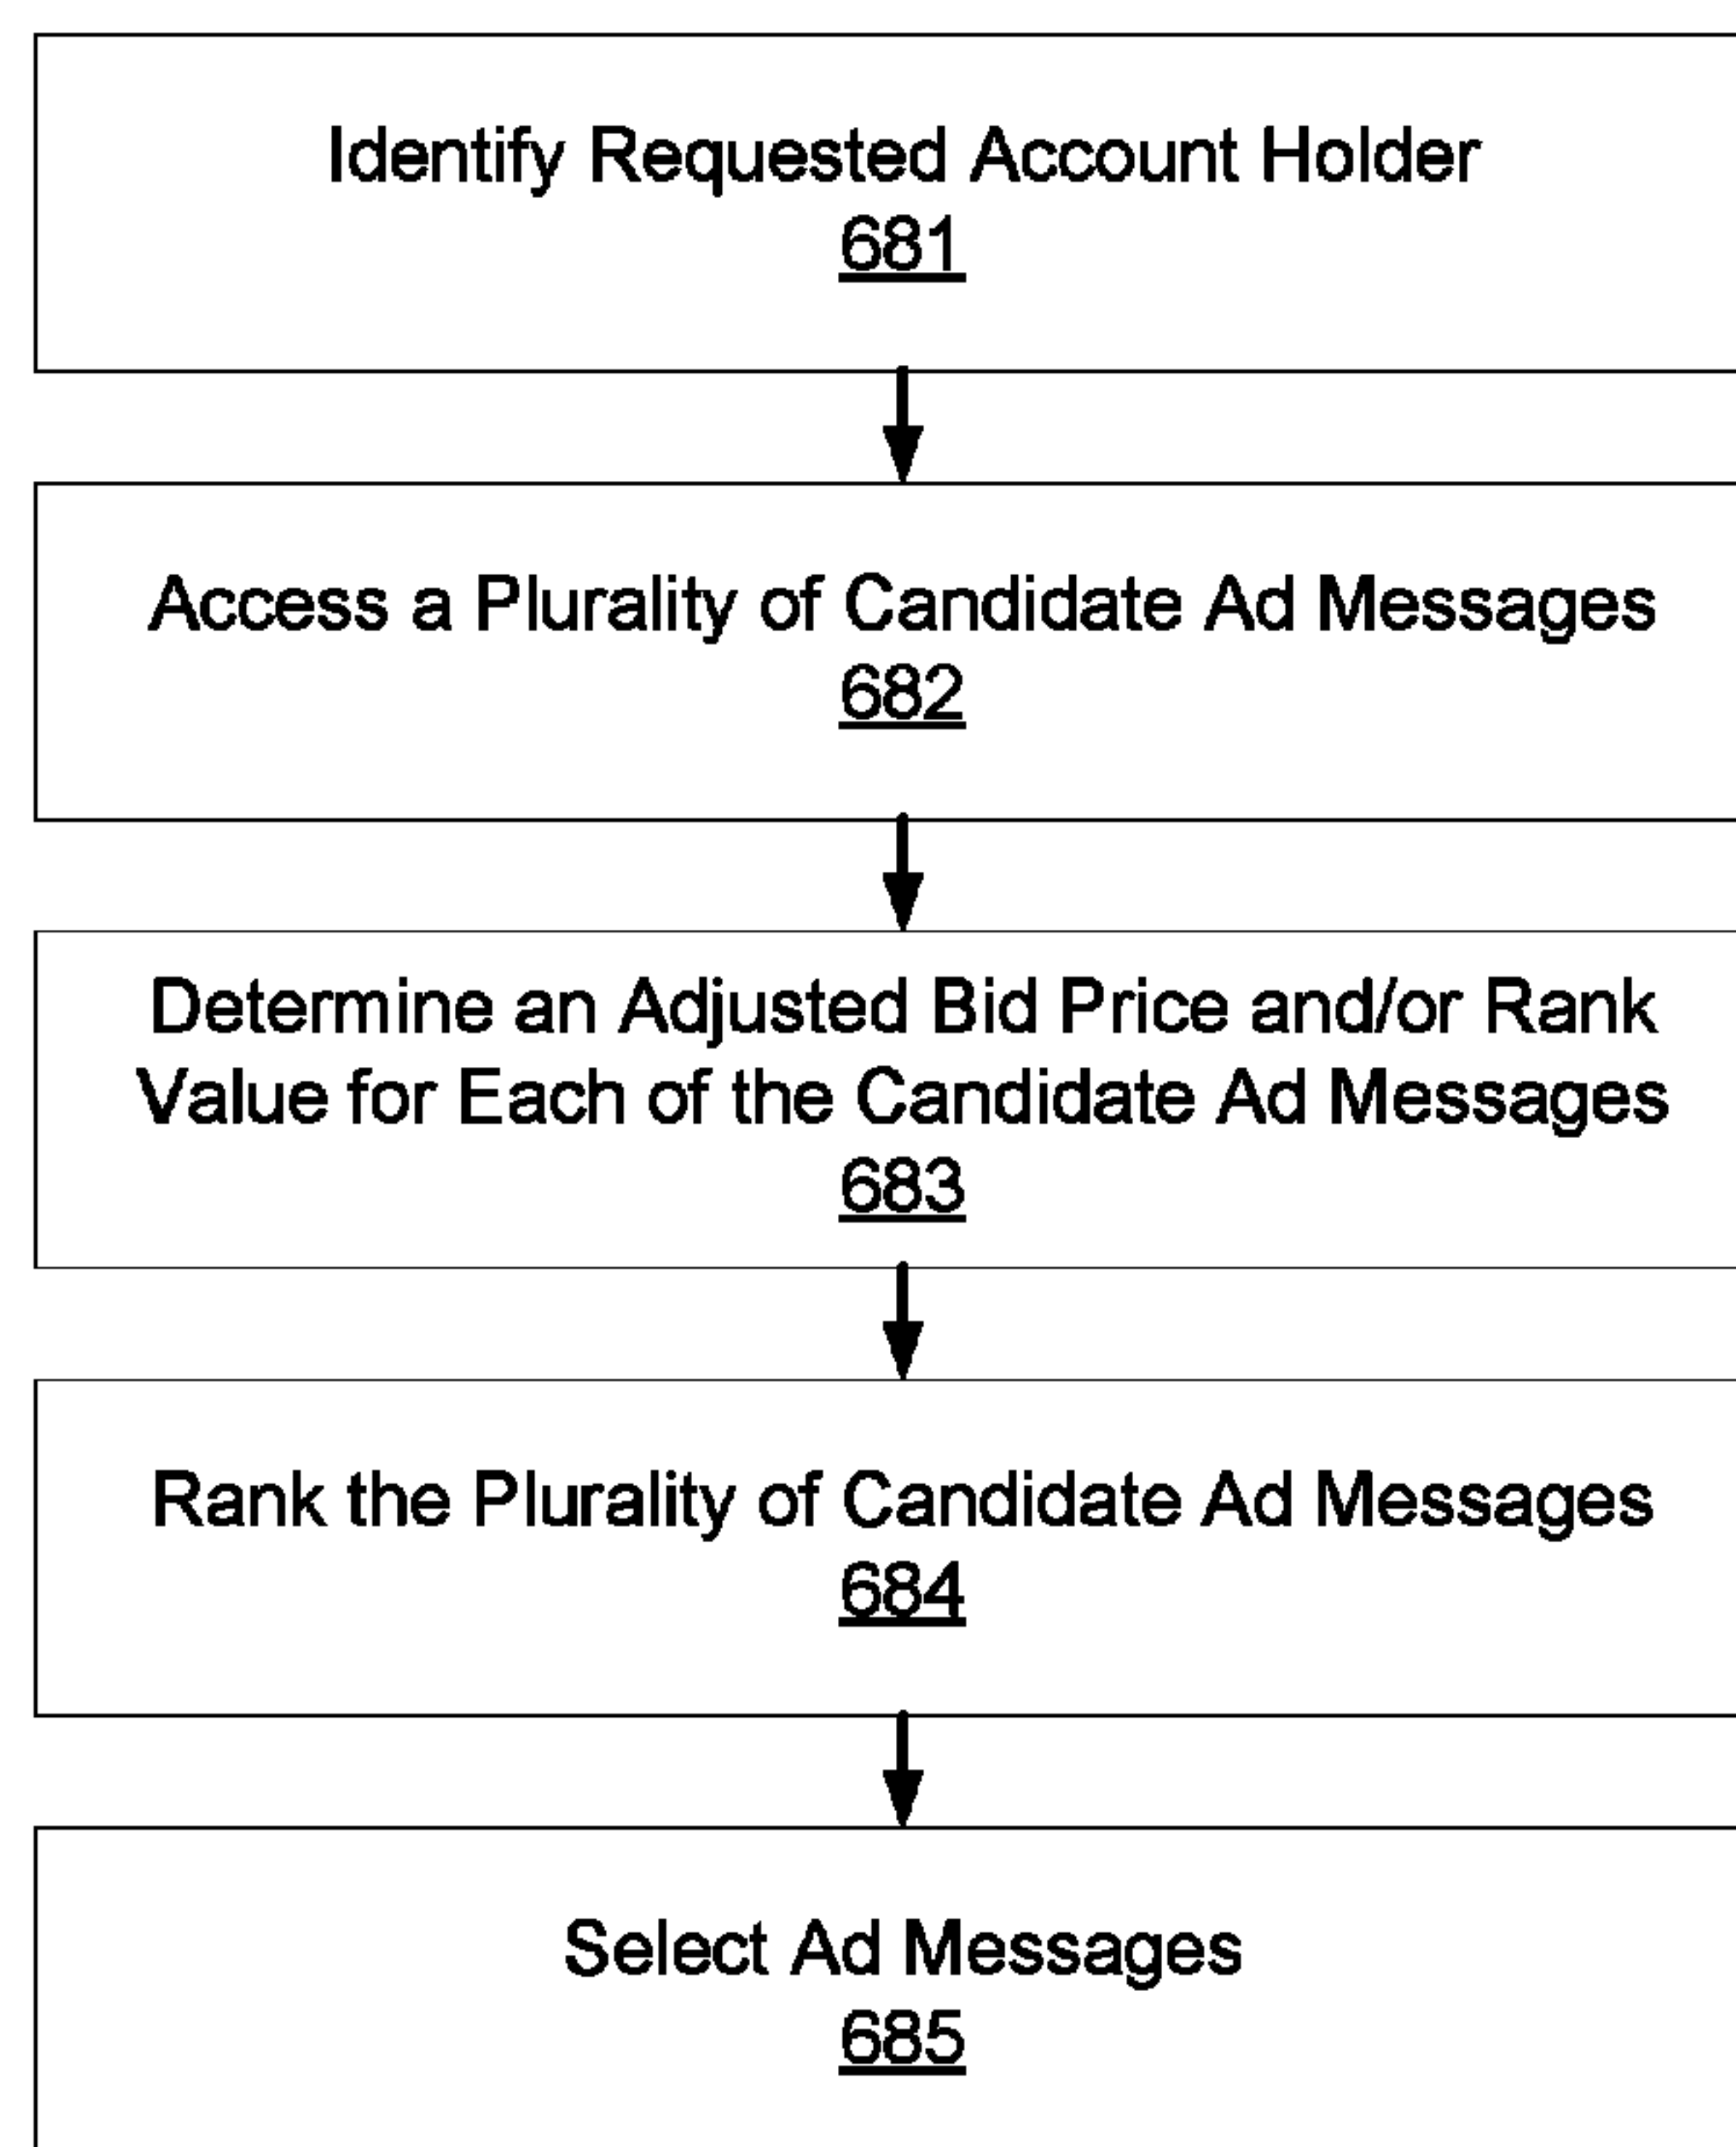 Identify Requested Account Holder
681
Access a Plurality of Candidate Ad Messages
682
Determine an Adjusted Bid Price and/or Rank
Value for Each of the Candidate Ad Messages
683
Rank the Plurality of Candidate Ad Messages
684
Select Ad Messages
685